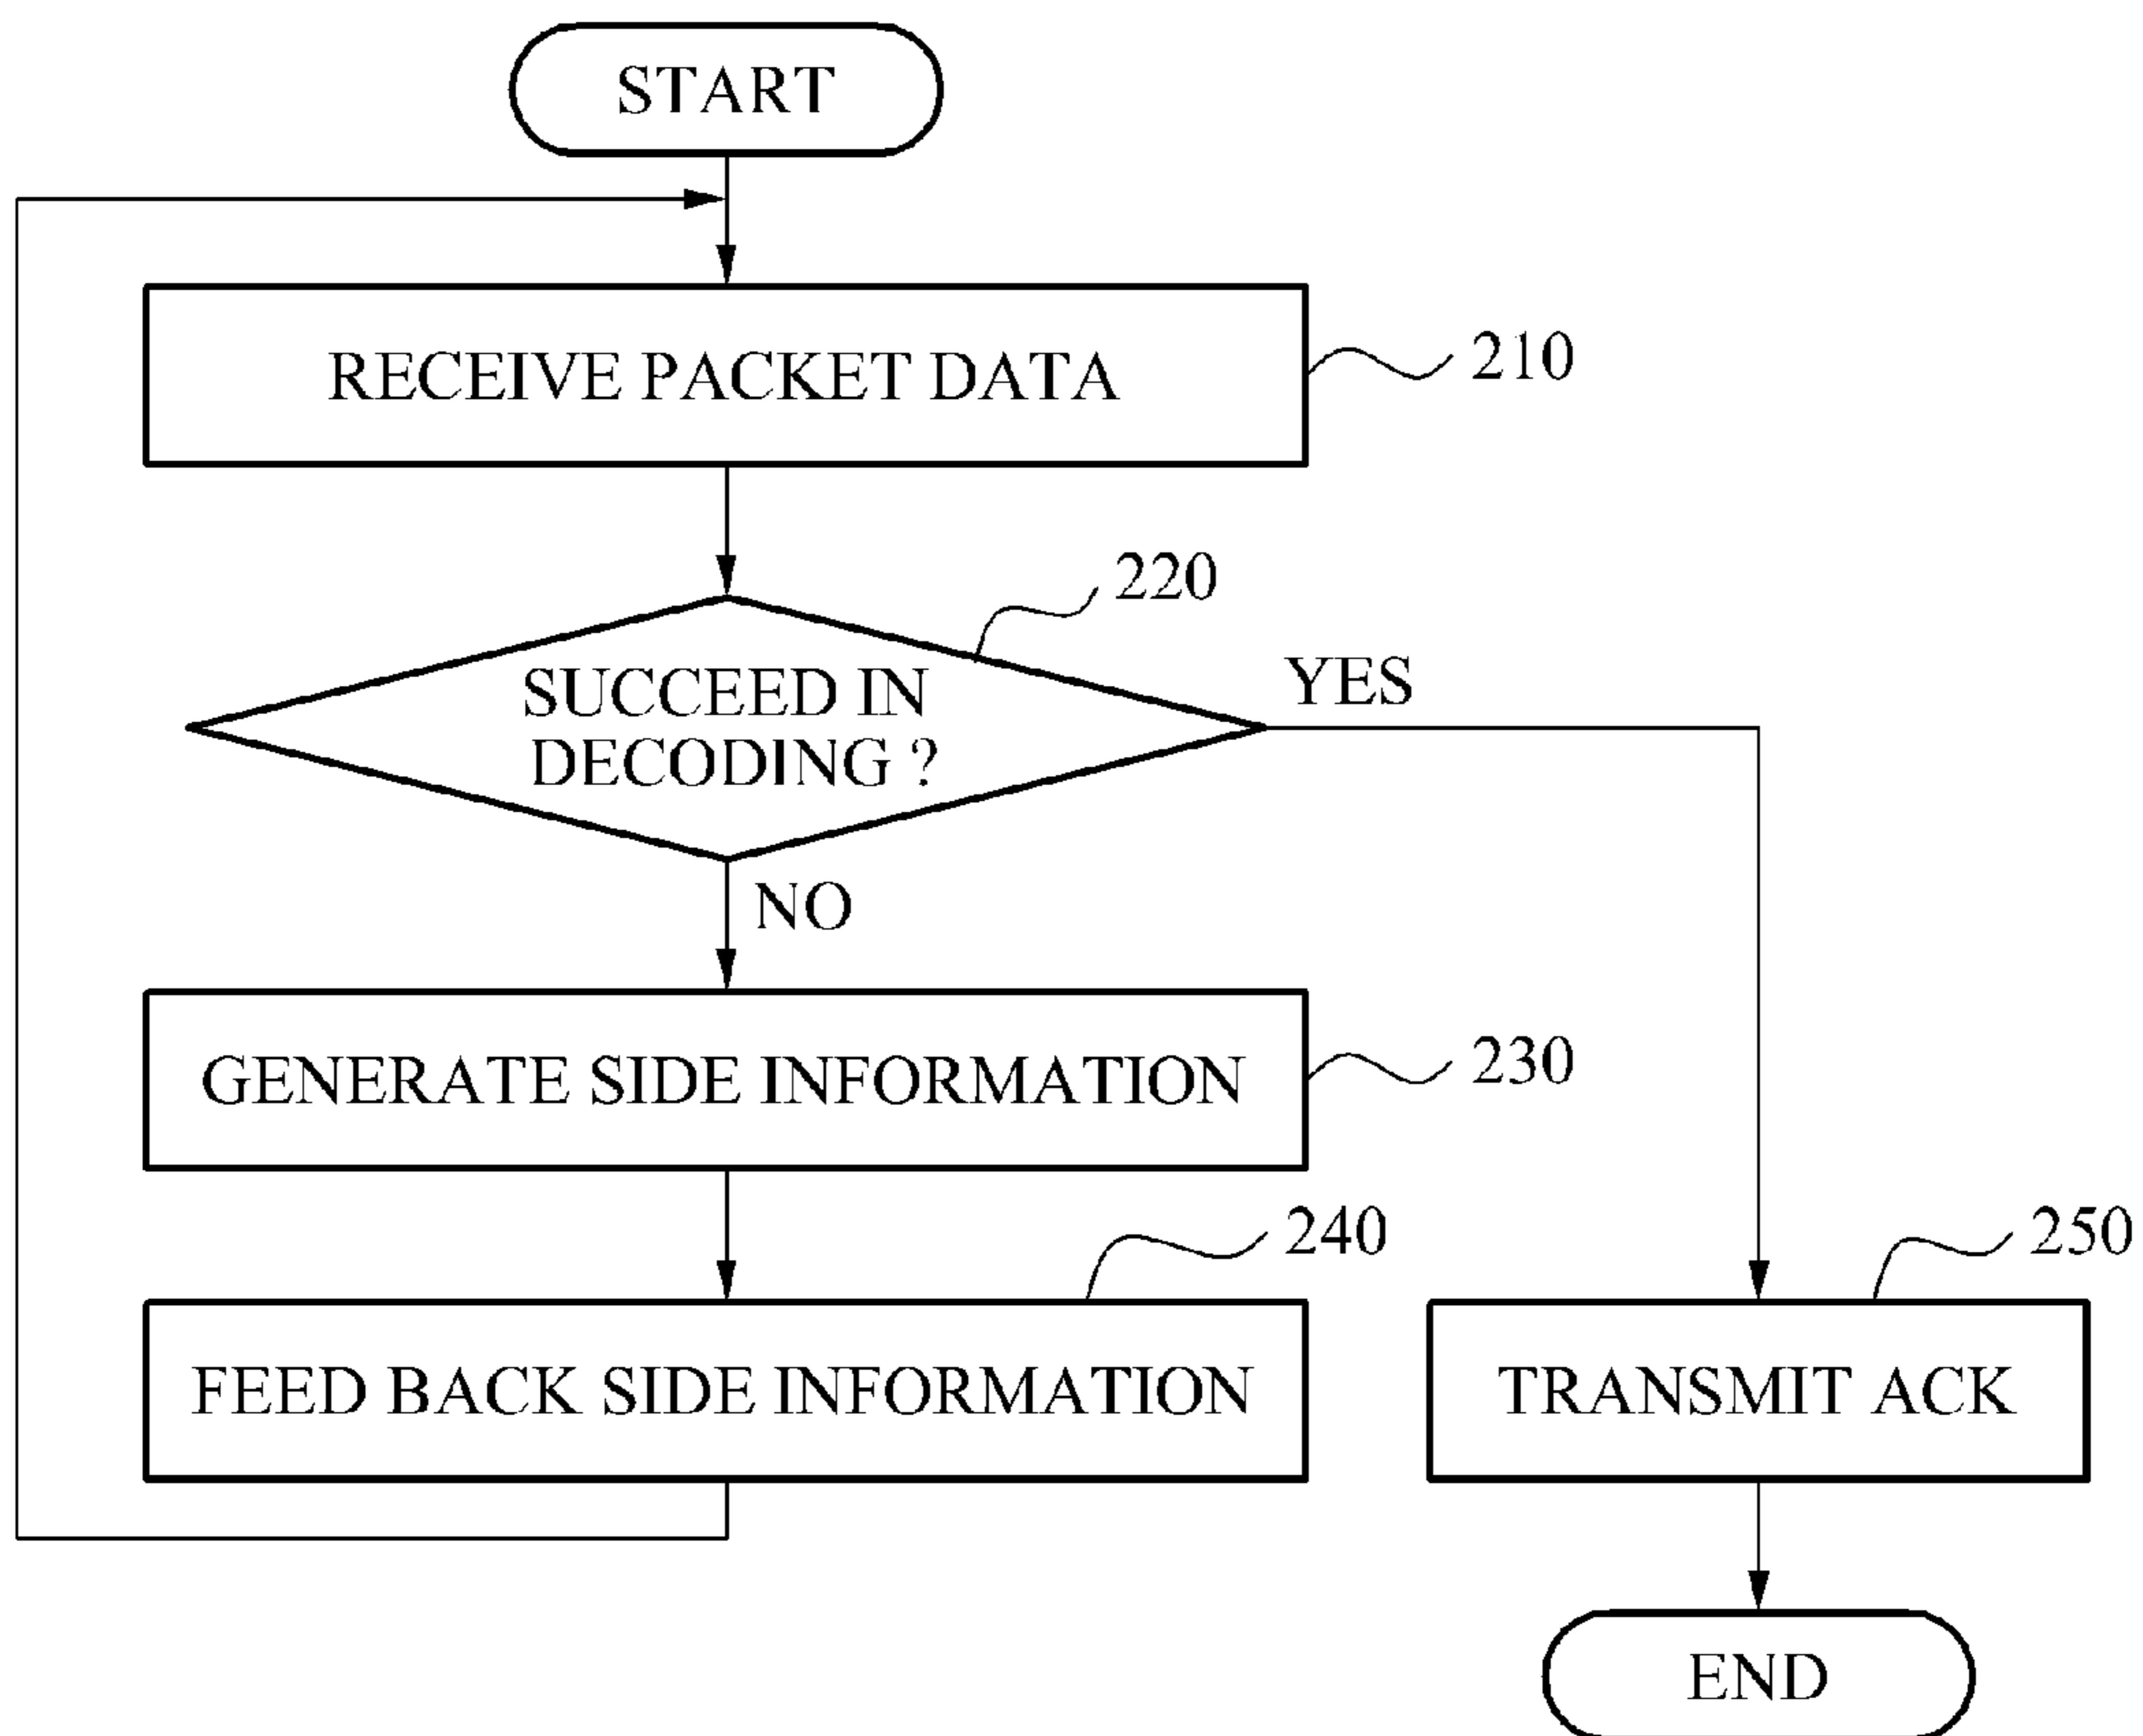 START
RECEIVE PACKET DATA
210
220
SUCCEED IN
DECODING ?
YES
NO
GENERATE SIDE INFORMATION
230
240
FEED BACK SIDE INFORMATION
250
TRANSMIT ACK
END